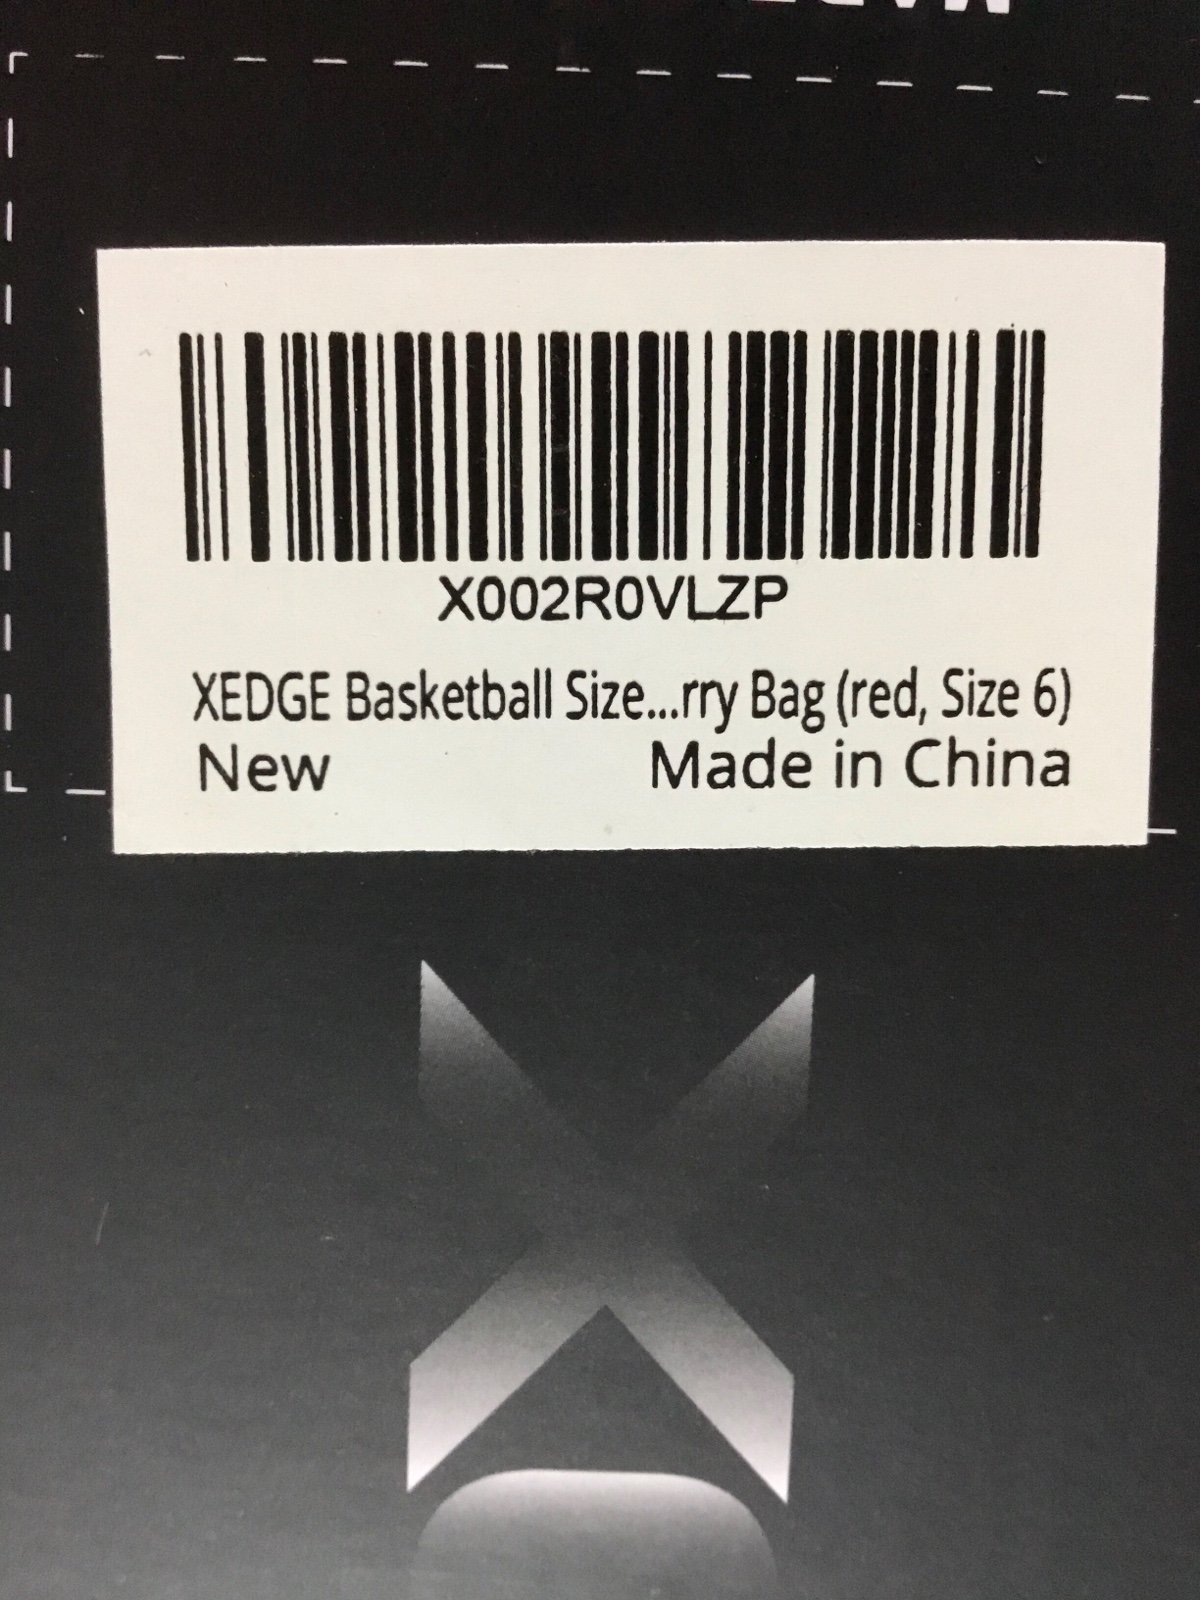 X002R0VLZP
XEDGE Basketball Size...rry Bag (red, Size 6)
New Made in China